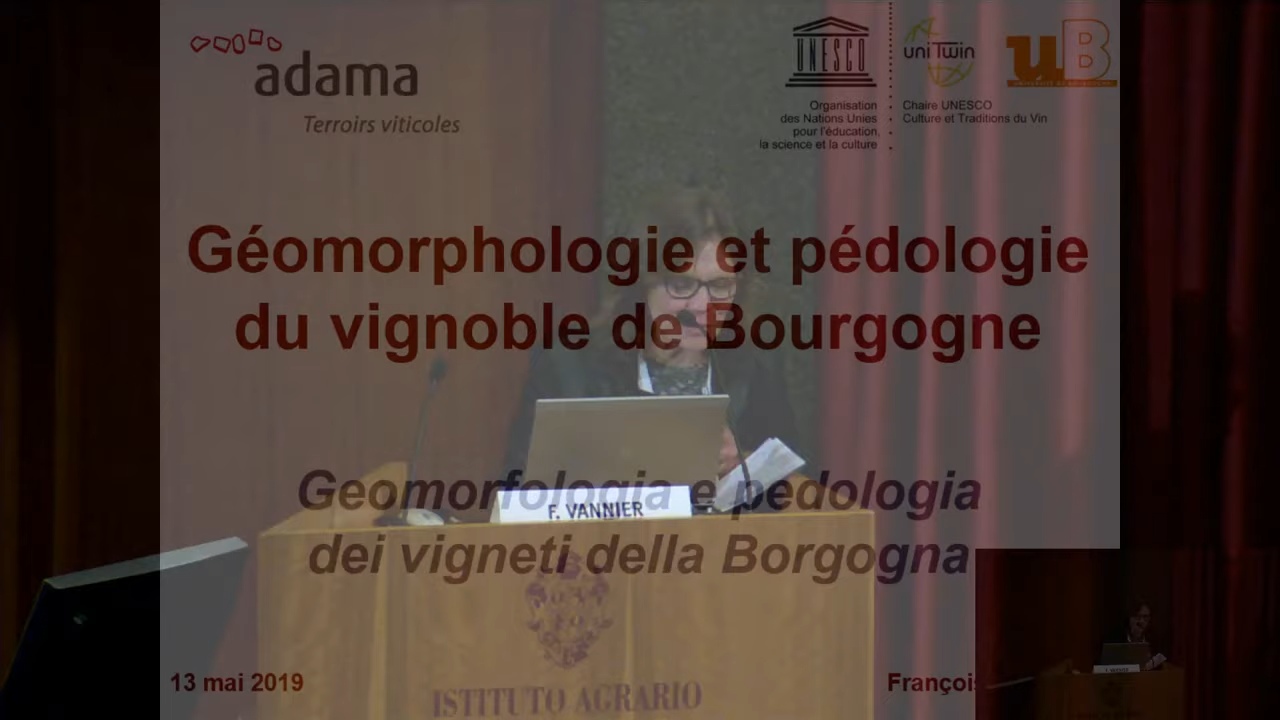 adama
Terroirs viticoles
UNESCO
Organisation
des Nations Unies
pour l'éducation,
la science et la culture
uniTwin
Chaire UNESCO
Culture et Traditions du Vin
uB
Géomorphologie et pédologie
du vignoble de Bourgogne
Geomorfologia e pedologia
dei vigneti della Borgogna
F. VANNIER
13 mai 2019
ISTITUTO AGRARIO